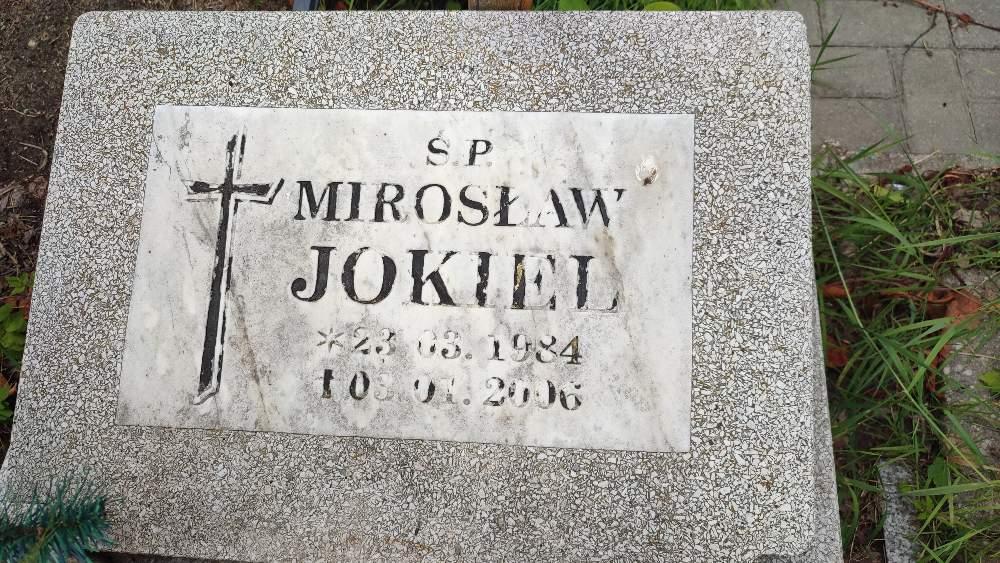 Ś.P.
MIROSŁAW
JOKIEL
*23.03.1984
†03.01.2006